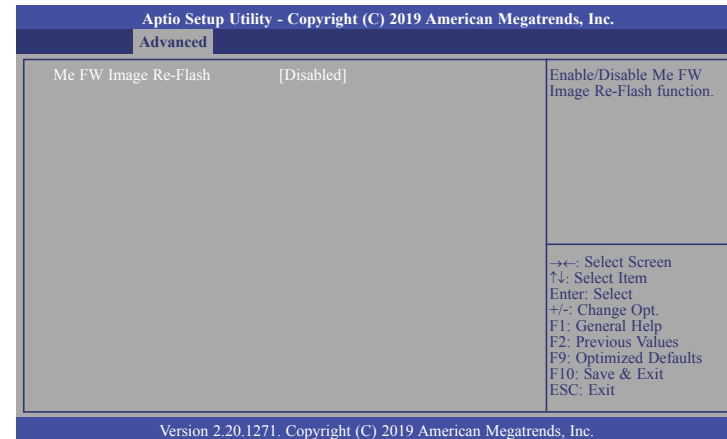 Aptio Setup Utility - Copyright (C) 2019 American Megatrends, Inc.
Advanced
Me FW Image Re-Flash [Disabled]
Enable/Disable Me FW
Image Re-Flash function.
→←: Select Screen
↑↓: Select Item
Enter: Select
+/-: Change Opt.
F1: General Help
F2: Previous Values
F9: Optimized Defaults
F10: Save & Exit
ESC: Exit
Version 2.20.1271. Copyright (C) 2019 American Megatrends, Inc.